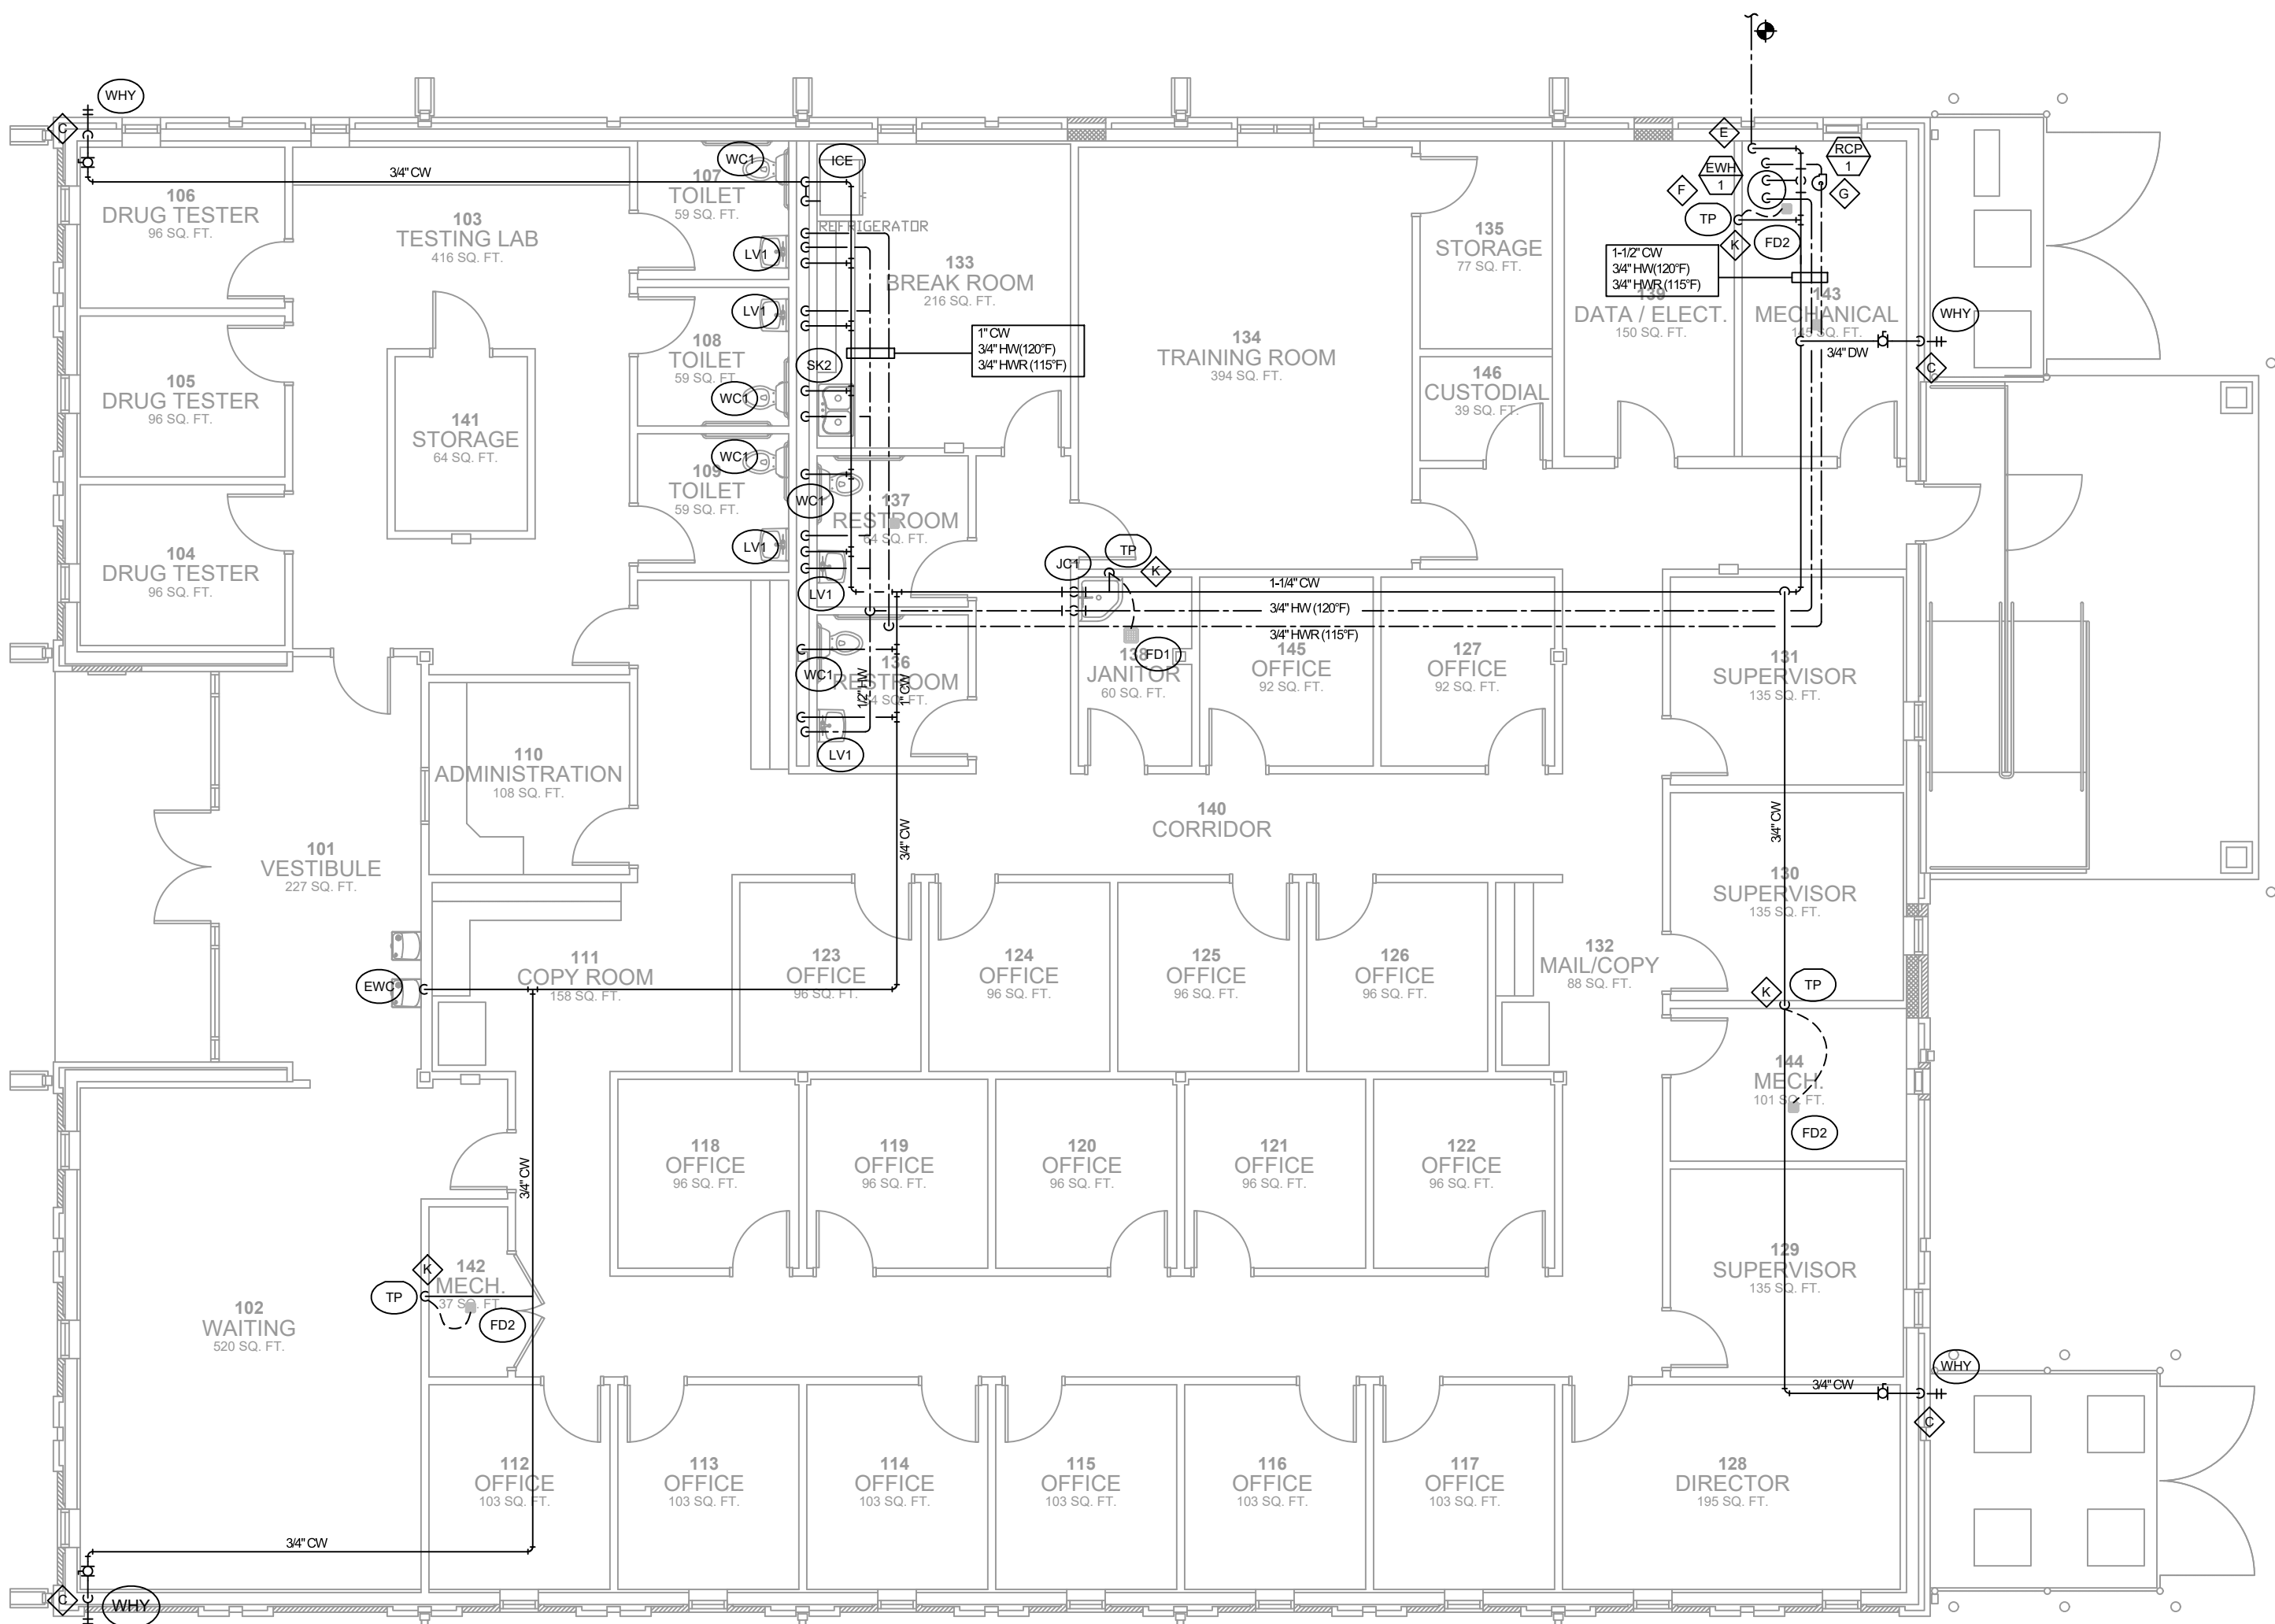 WHY
C
3/4" CW
106
DRUG TESTER
96 SQ. FT.
103
TESTING LAB
416 SQ. FT.
WC1
107
TOILET
59 SQ. FT.
LV1
ICE
REFRIGERATOR
133
BREAK ROOM
216 SQ. FT.
135
STORAGE
77 SQ. FT.
E
EWH
1
RCP
1
F
G
TP
K
FD2
1-1/2" CW
3/4" HW(120°F)
3/4" HWR (115°F)
139
DATA / ELECT.
150 SQ. FT.
143
MECHANICAL
145 SQ. FT.
WHY
3/4" DW
C
105
DRUG TESTER
96 SQ. FT.
141
STORAGE
64 SQ. FT.
LV1
108
TOILET
59 SQ. FT.
WC1
SK2
1" CW
3/4" HW(120°F)
3/4" HWR (115°F)
134
TRAINING ROOM
394 SQ. FT.
146
CUSTODIAL
39 SQ. FT.
104
DRUG TESTER
96 SQ. FT.
WC1
109
TOILET
59 SQ. FT.
LV1
WC1
137
RESTROOM
64 SQ. FT.
LV1
JC1
TP
K
1-1/4" CW
3/4" HW (120°F)
3/4" HWR (115°F)
WC1
136
RESTROOM
64 SQ. FT.
1/2" HW
1" CW
LV1
138
JANITOR
60 SQ. FT.
FD1
145
OFFICE
92 SQ. FT.
127
OFFICE
92 SQ. FT.
131
SUPERVISOR
135 SQ. FT.
110
ADMINISTRATION
108 SQ. FT.
101
VESTIBULE
227 SQ. FT.
3/4" CW
140
CORRIDOR
3/4" CW
130
SUPERVISOR
135 SQ. FT.
EWC
111
COPY ROOM
158 SQ. FT.
123
OFFICE
96 SQ. FT.
124
OFFICE
96 SQ. FT.
125
OFFICE
96 SQ. FT.
126
OFFICE
96 SQ. FT.
132
MAIL/COPY
88 SQ. FT.
K
TP
144
MECH.
101 SQ. FT.
FD2
3/4" CW
118
OFFICE
96 SQ. FT.
119
OFFICE
96 SQ. FT.
120
OFFICE
96 SQ. FT.
121
OFFICE
96 SQ. FT.
122
OFFICE
96 SQ. FT.
129
SUPERVISOR
135 SQ. FT.
102
WAITING
520 SQ. FT.
K
TP
142
MECH.
37 SQ. FT.
FD2
WHY
3/4" CW
C
112
OFFICE
103 SQ. FT.
113
OFFICE
103 SQ. FT.
114
OFFICE
103 SQ. FT.
115
OFFICE
103 SQ. FT.
116
OFFICE
103 SQ. FT.
117
OFFICE
103 SQ. FT.
128
DIRECTOR
195 SQ. FT.
3/4" CW
C
WHY